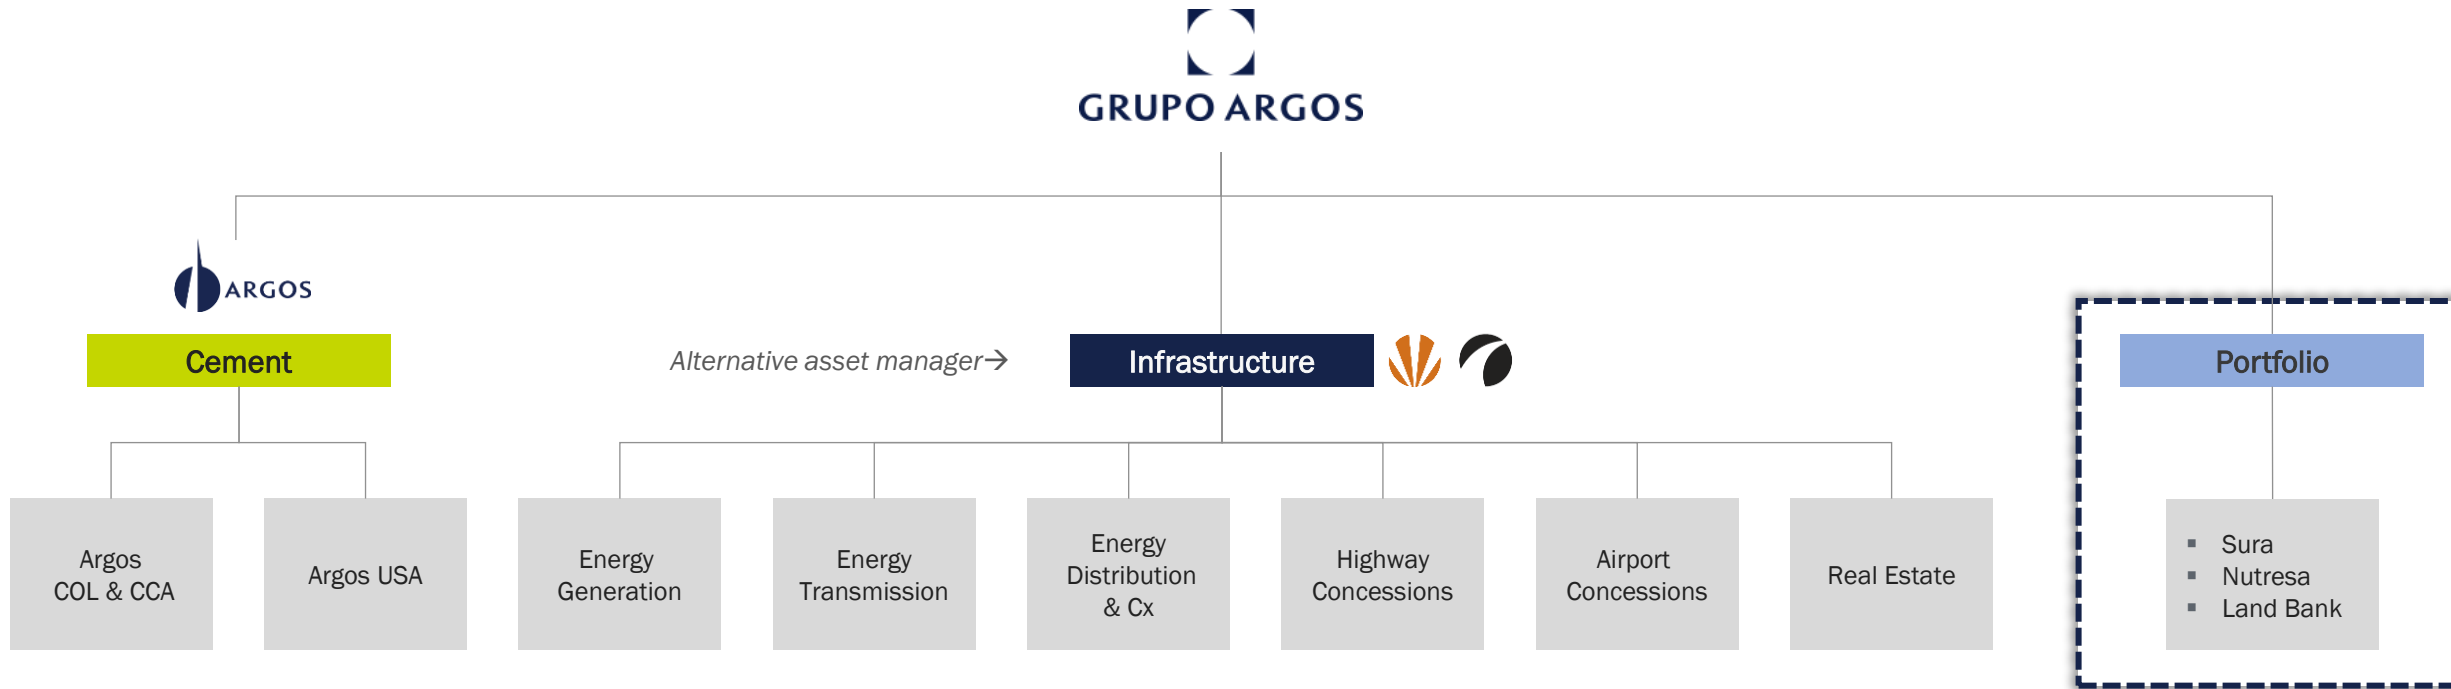 GRUPO ARGOS
ARGOS
Cement
Alternative asset manager→
Infrastructure
Portfolio
Argos
COL & CCA
Argos USA
Energy
Generation
Energy
Transmission
Energy
Distribution
& Cx
Highway
Concessions
Airport
Concessions
Real Estate
▪ Sura
▪ Nutresa
▪ Land Bank